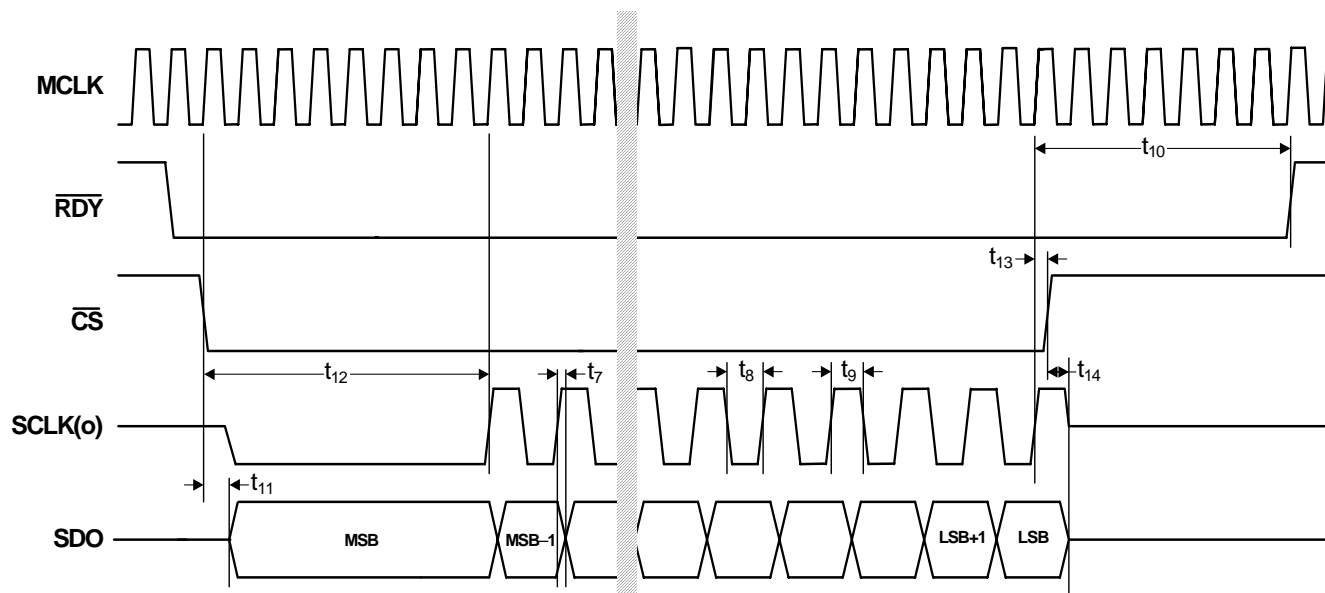 MCLK
t10
RDY
t13
CS
t12
t7
t8
t9
t14
SCLK(o)
t11
SDO
MSB
MSB–1
LSB+1
LSB